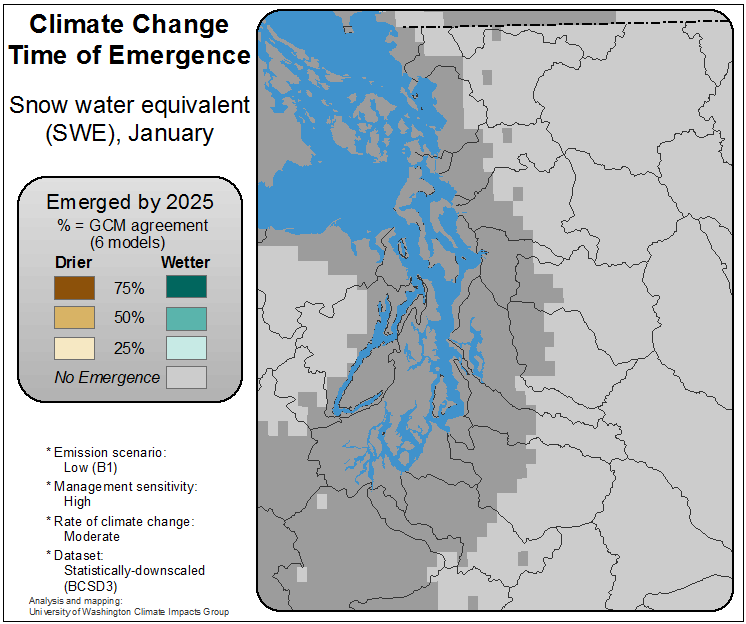 Climate Change
Time of Emergence
Snow water equivalent
(SWE), January
Emerged by 2025
% = GCM agreement
(6 models)
Drier Wetter
75%
50%
25%
No Emergence
* Emission scenario:
Low (B1)
* Management sensitivity:
High
* Rate of climate change:
Moderate
* Dataset:
Statistically-downscaled
(BCSD3)
Analysis and mapping:
University of Washington Climate Impacts Group